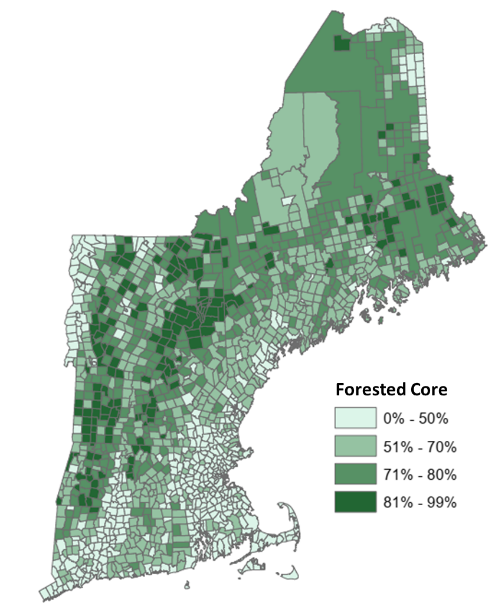 Forested Core
0% - 50%
51% - 70%
71% - 80%
81% - 99%